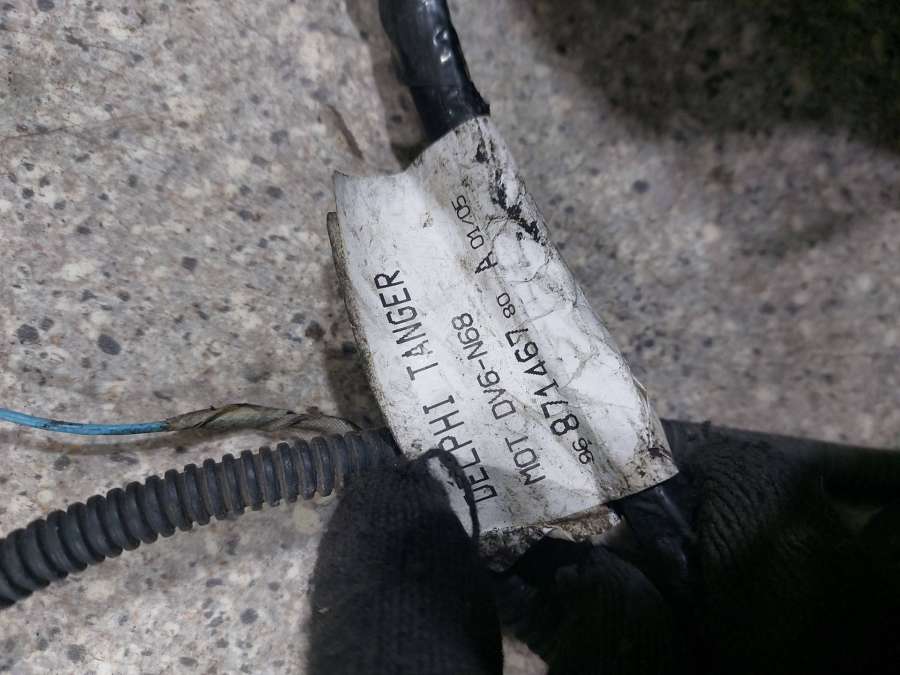 DELPHI TANGER
MOT DV6-N68 A 01/05
96 871467 80